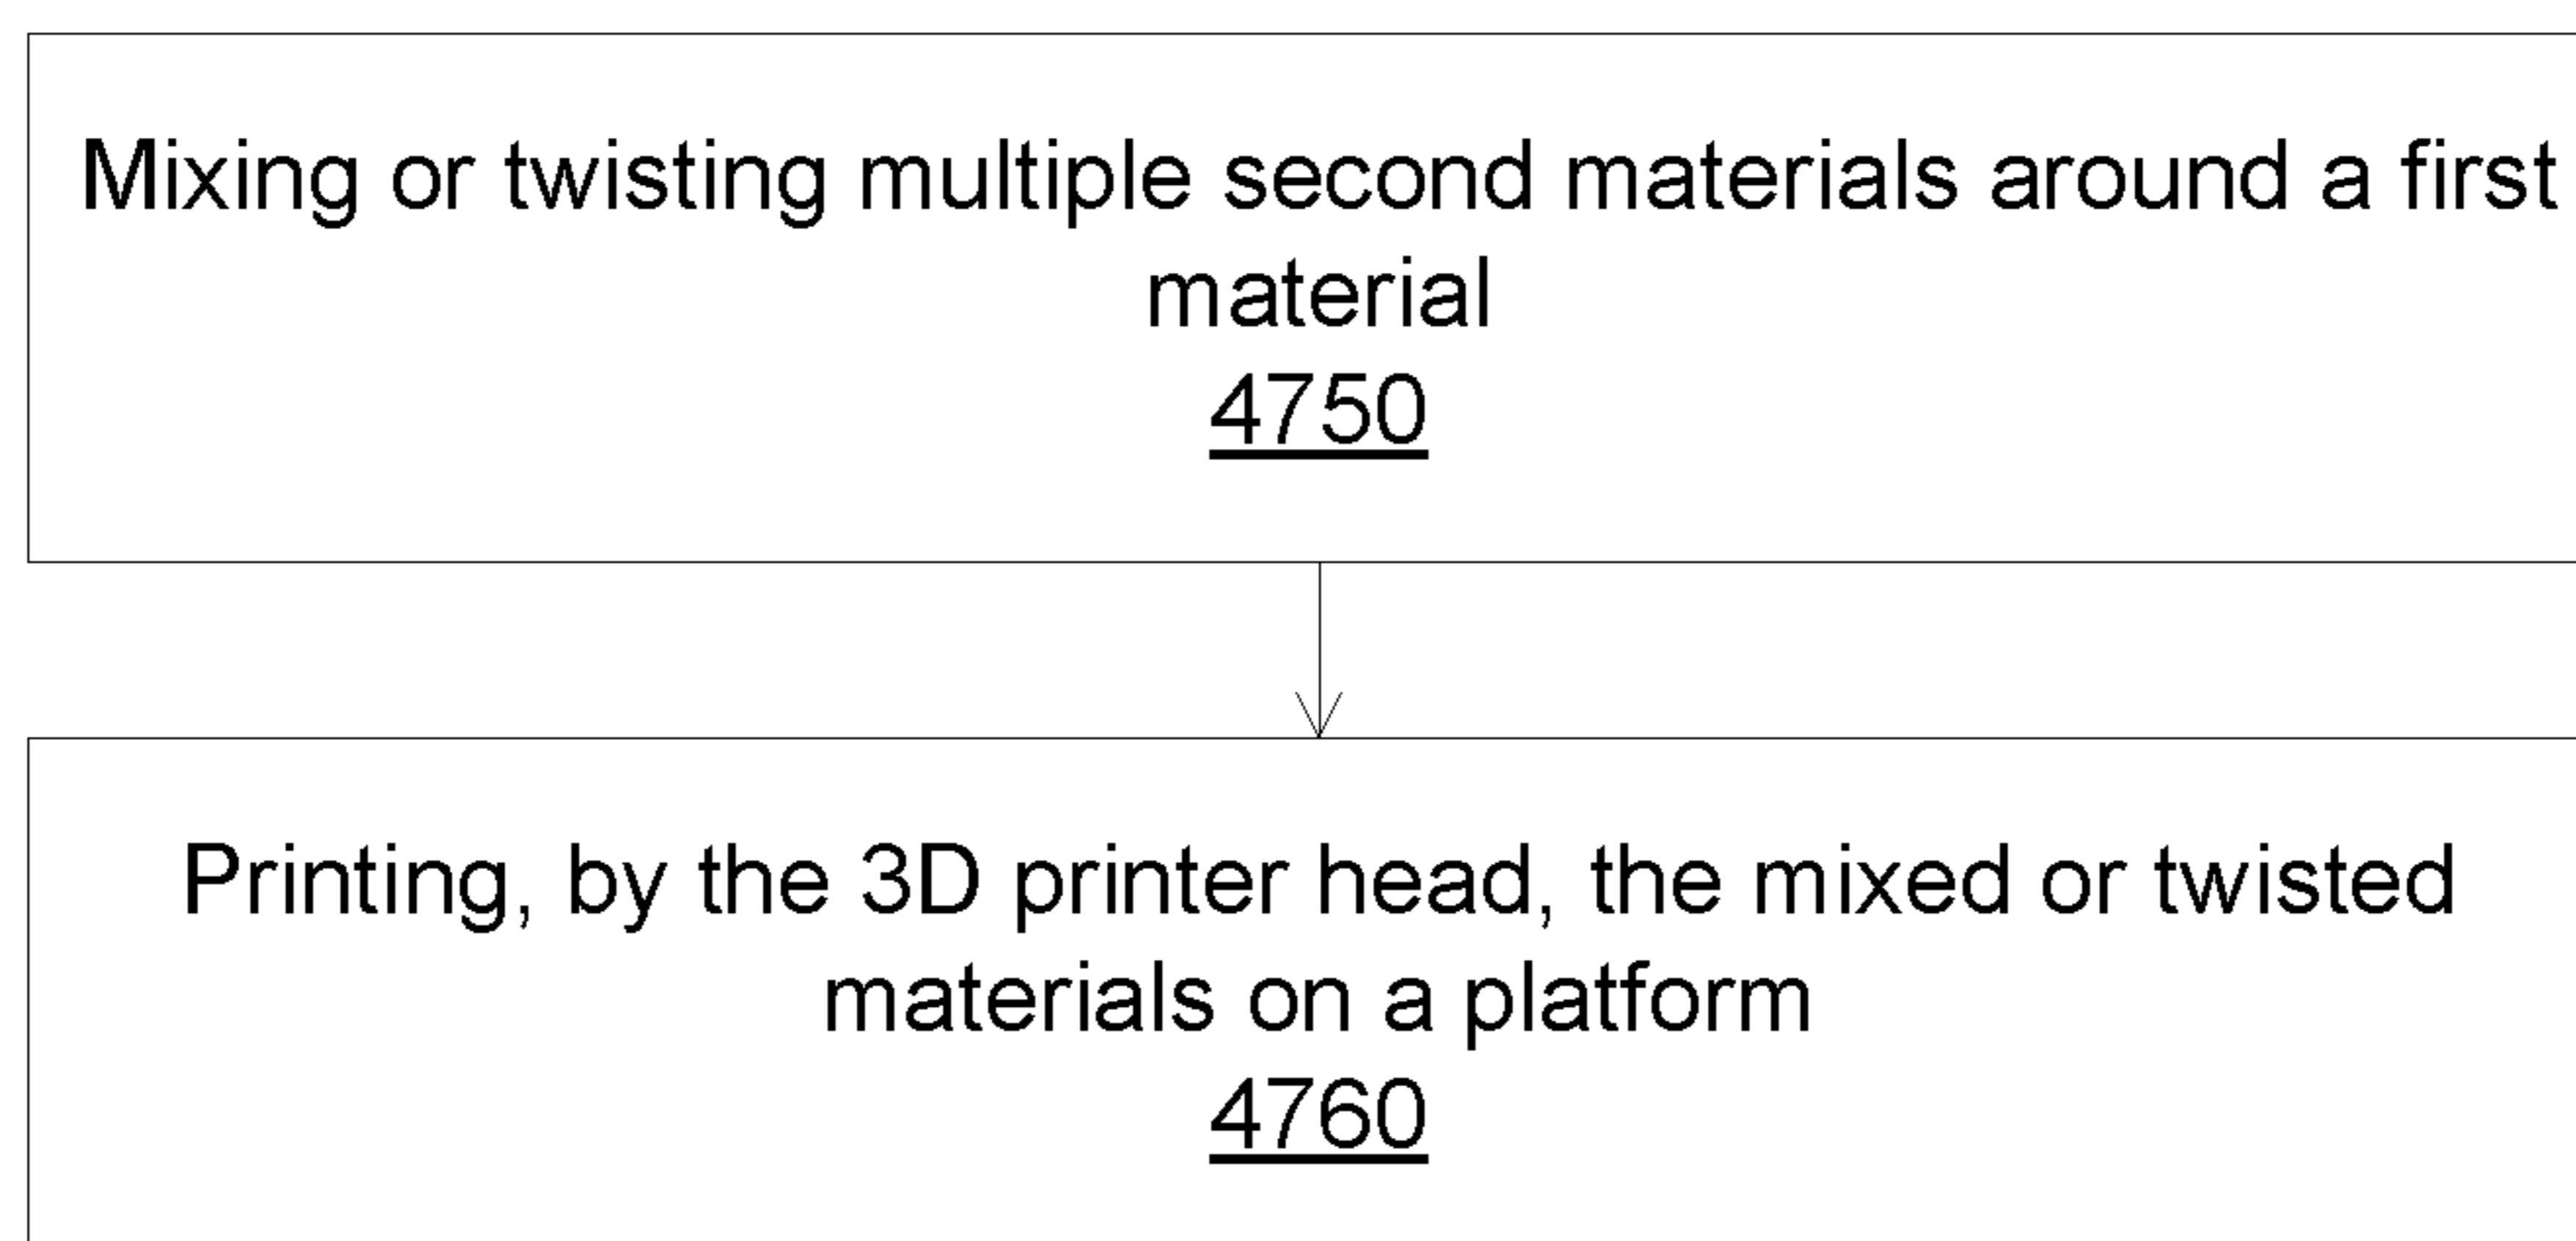 Mixing or twisting multiple second materials around a first
material
4750
Printing, by the 3D printer head, the mixed or twisted
materials on a platform
4760